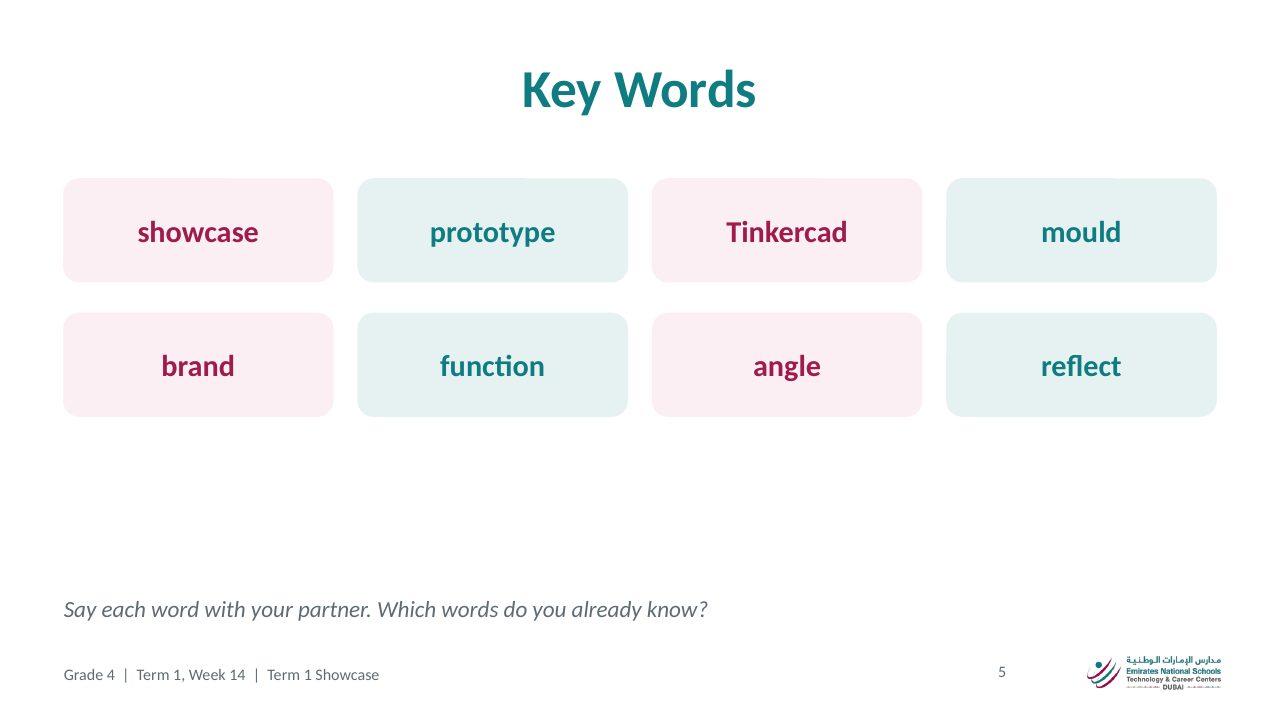 Key Words
showcase
prototype
Tinkercad
mould
brand
function
angle
reflect
Say each word with your partner. Which words do you already know?
Grade 4 | Term 1, Week 14 | Term 1 Showcase
5
مدارس الإمارات الوطنية
Emirates National Schools
Technology & Career Centers
DUBAI